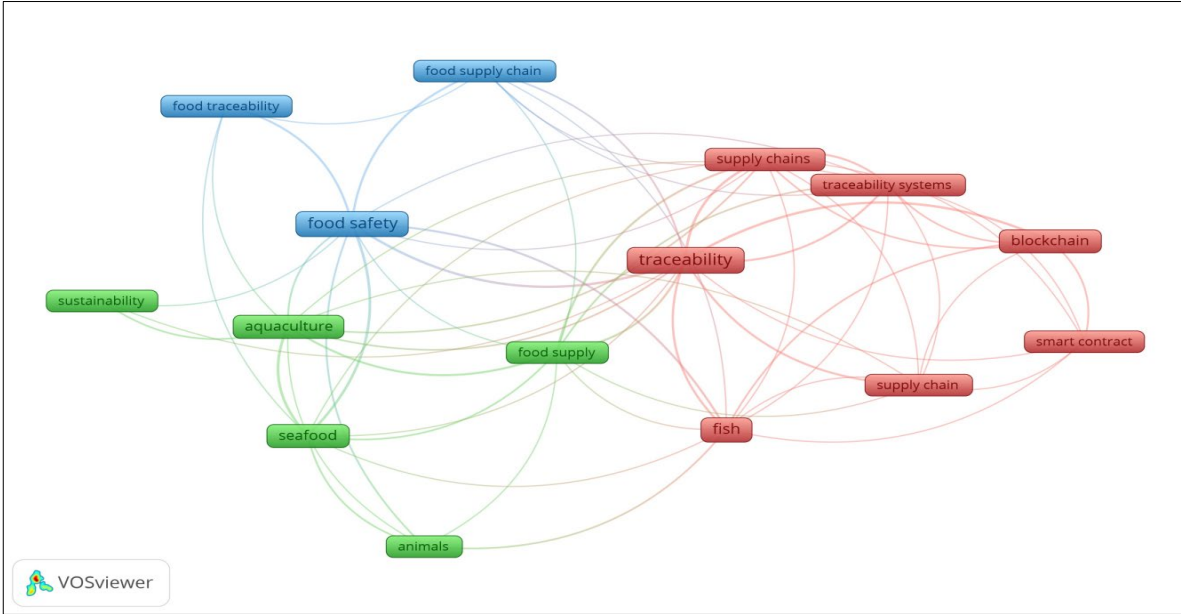 food supply chain
food traceability
supply chains
traceability systems
food safety
blockchain
traceability
sustainability
aquaculture
smart contract
food supply
supply chain
fish
seafood
animals
VOSviewer